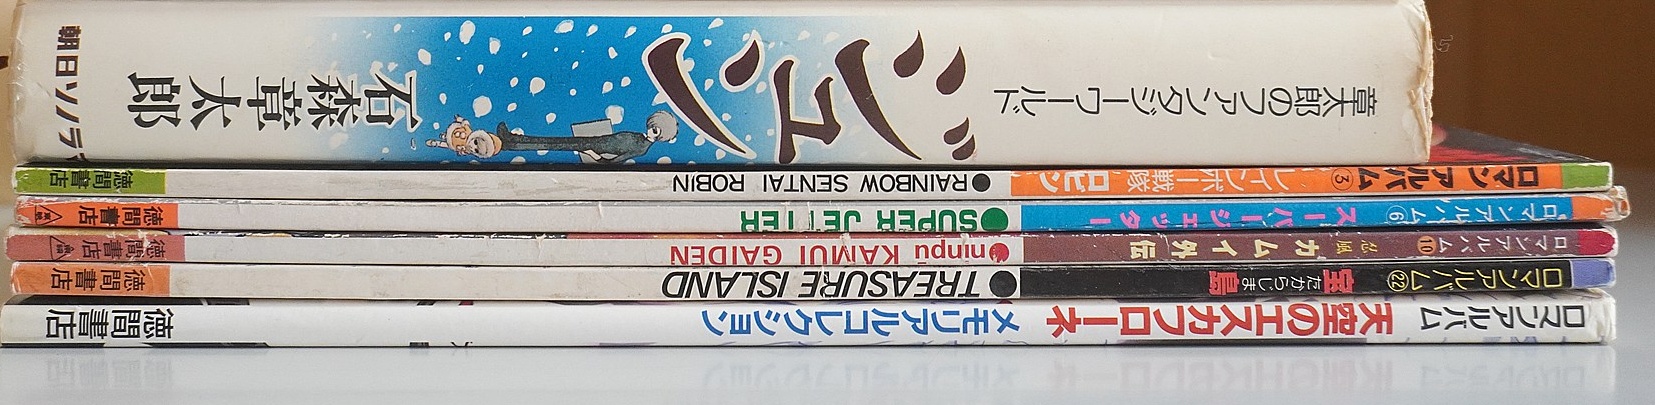 章太郎のファンタジーワールド ジュン 石森章太郎 朝日ソノラマ
ロマンアルバム ③ レインボー戦隊ロビン ●RAINBOW SENTAI ROBIN 徳間書店
ロマンアルバム ⑥ スーパージェッター ●SUPER JETTER 徳間書店
ロマンアルバム ⑩ 忍風カムイ外伝 ●ninpu KAMUI GAIDEN 徳間書店
ロマンアルバム ㉒ 宝たからじま島 ●TREASURE ISLAND 徳間書店
ロマンアルバム 天空のエスカフローネ メモリアルコレクション 徳間書店